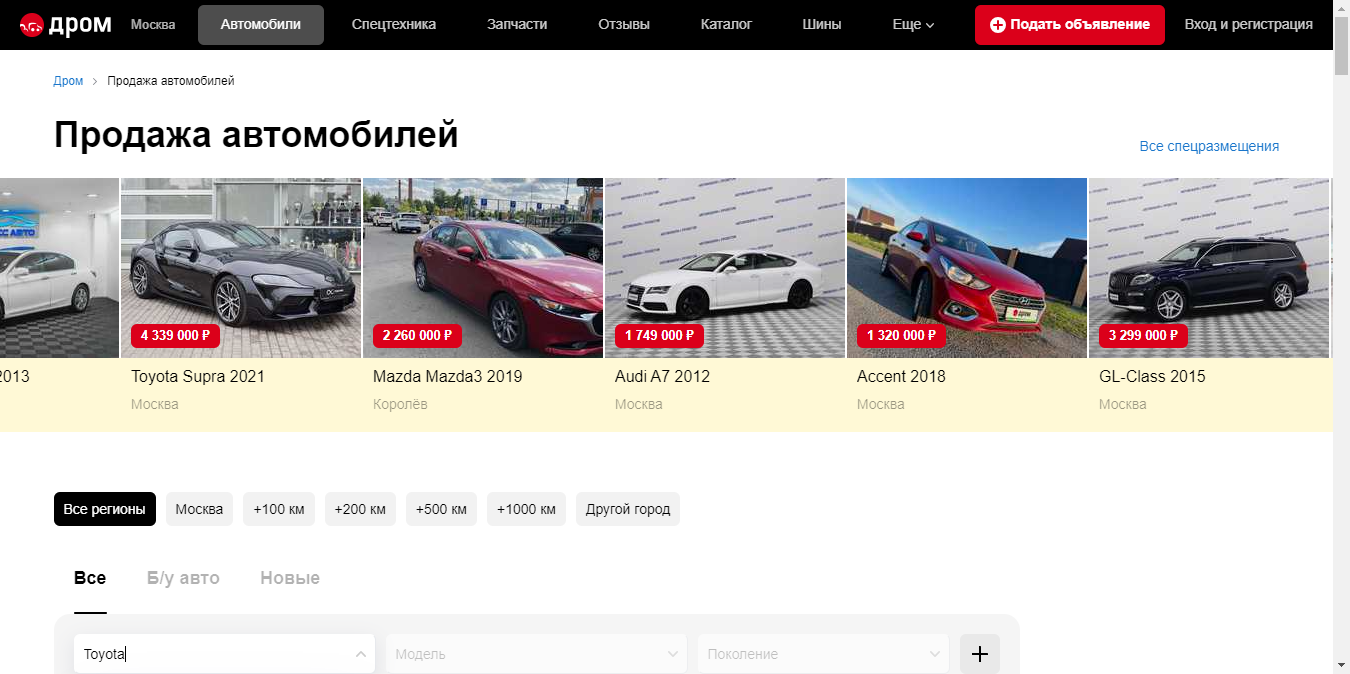 дром Москва Автомобили Спецтехника Запчасти Отзывы Каталог Шины Еще Подать объявление Вход и регистрация
Дром > Продажа автомобилей
Продажа автомобилей
Все спецразмещения
СС АВТО
4 339 000 ₽ 2 260 000 ₽ 1 749 000 ₽ 1 320 000 ₽ 3 299 000 ₽
2013 Toyota Supra 2021 Mazda Mazda3 2019 Audi A7 2012 Accent 2018 GL-Class 2015
Москва Королёв Москва Москва Москва
Все регионы Москва +100 км +200 км +500 км +1000 км Другой город
Все Б/у авто Новые
Toyota Модель Поколение +